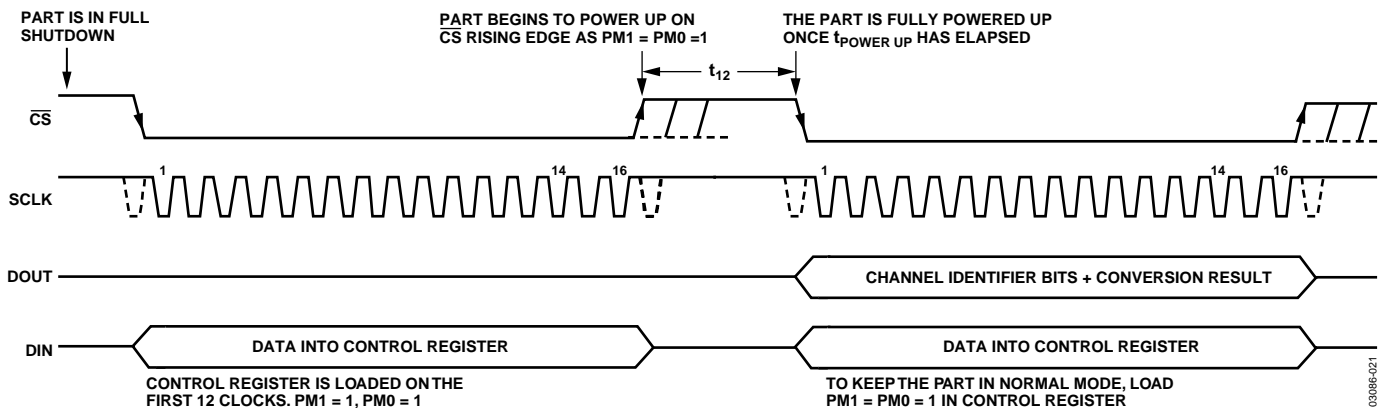 PART IS IN FULL
SHUTDOWN
PART BEGINS TO POWER UP ON
CS RISING EDGE AS PM1 = PM0 =1
THE PART IS FULLY POWERED UP
ONCE tPOWER UP HAS ELAPSED
t12
CS
1
14
16
1
14
16
SCLK
DOUT
CHANNEL IDENTIFIER BITS + CONVERSION RESULT
DIN
DATA INTO CONTROL REGISTER
DATA INTO CONTROL REGISTER
CONTROL REGISTER IS LOADED ON THE
FIRST 12 CLOCKS. PM1 = 1, PM0 = 1
TO KEEP THE PART IN NORMAL MODE, LOAD
PM1 = PM0 = 1 IN CONTROL REGISTER
03086-021